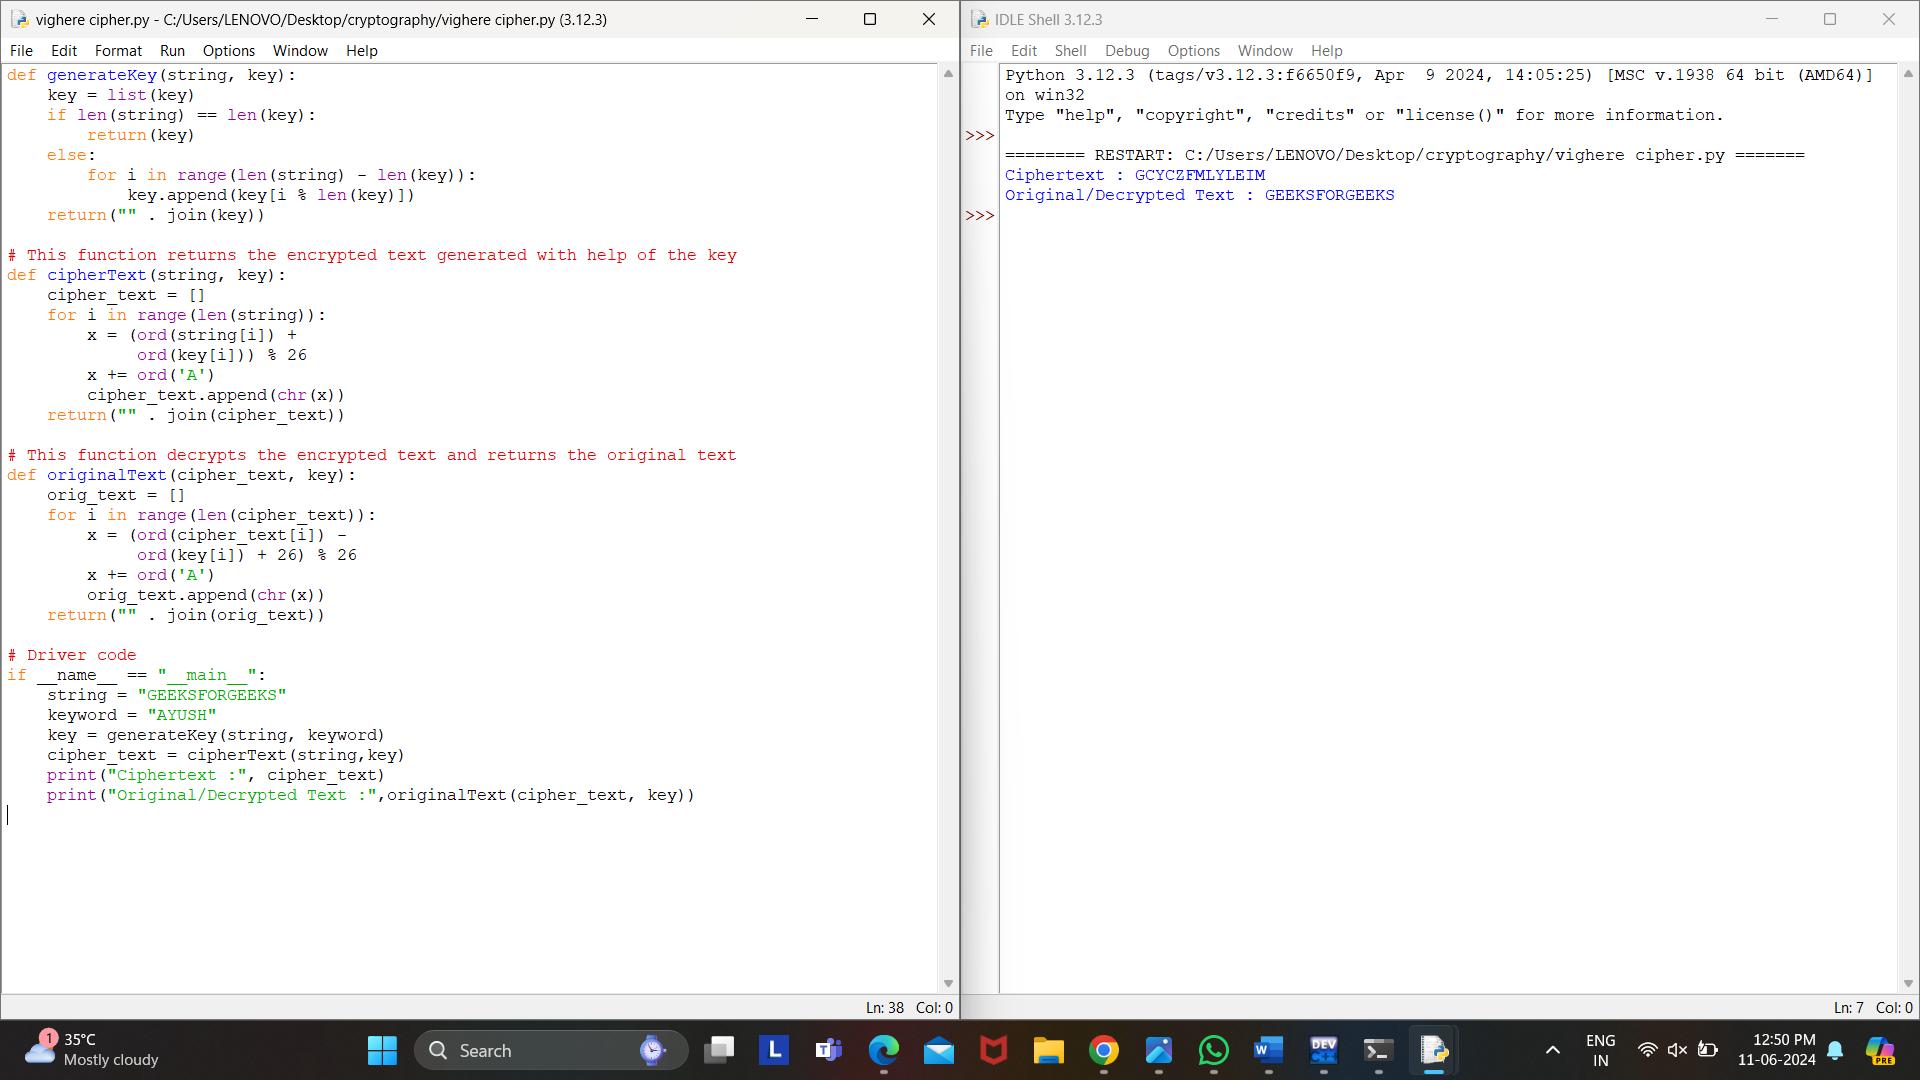 vighere cipher.py - C:/Users/LENOVO/Desktop/cryptography/vighere cipher.py (3.12.3)
File Edit Format Run Options Window Help
def generateKey(string, key):
    key = list(key)
    if len(string) == len(key):
        return(key)
    else:
        for i in range(len(string) - len(key)):
            key.append(key[i % len(key)])
    return("" . join(key))

# This function returns the encrypted text generated with help of the key
def cipherText(string, key):
    cipher_text = []
    for i in range(len(string)):
        x = (ord(string[i]) +
             ord(key[i])) % 26
        x += ord('A')
        cipher_text.append(chr(x))
    return("" . join(cipher_text))

# This function decrypts the encrypted text and returns the original text
def originalText(cipher_text, key):
    orig_text = []
    for i in range(len(cipher_text)):
        x = (ord(cipher_text[i]) -
             ord(key[i]) + 26) % 26
        x += ord('A')
        orig_text.append(chr(x))
    return("" . join(orig_text))

# Driver code
if __name__ == "__main__":
    string = "GEEKSFORGEEKS"
    keyword = "AYUSH"
    key = generateKey(string, keyword)
    cipher_text = cipherText(string,key)
    print("Ciphertext :", cipher_text)
    print("Original/Decrypted Text :",originalText(cipher_text, key))
Ln: 38 Col: 0
IDLE Shell 3.12.3
File Edit Shell Debug Options Window Help
Python 3.12.3 (tags/v3.12.3:f6650f9, Apr  9 2024, 14:05:25) [MSC v.1938 64 bit (AMD64)]
on win32
Type "help", "copyright", "credits" or "license()" for more information.
>>>
======== RESTART: C:/Users/LENOVO/Desktop/cryptography/vighere cipher.py =======
Ciphertext : GCYCZFMLYLEIM
Original/Decrypted Text : GEEKSFORGEEKS
>>>
Ln: 7 Col: 0
1
35°C
Mostly cloudy
Search
L
T
W
DEV
C++
ENG
IN
12:50 PM
11-06-2024
PRE